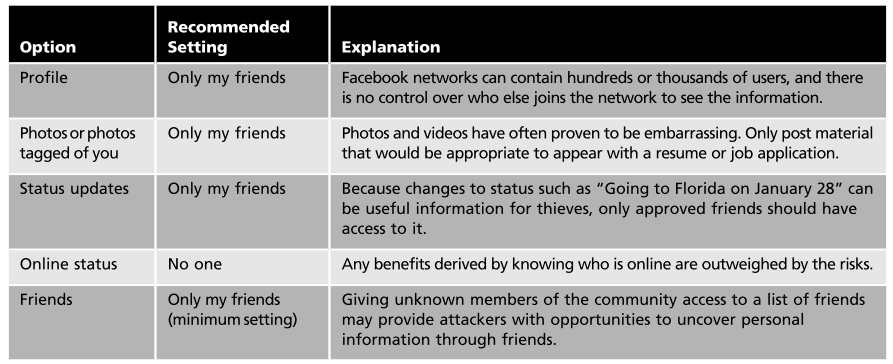 Option
Recommended
Setting
Explanation
Profile
Only my friends
Facebook networks can contain hundreds or thousands of users, and there
is no control over who else joins the network to see the information.
Photos or photos
tagged of you
Only my friends
Photos and videos have often proven to be embarrassing. Only post material
that would be appropriate to appear with a resume or job application.
Status updates
Only my friends
Because changes to status such as “Going to Florida on January 28” can
be useful information for thieves, only approved friends should have
access to it.
Online status
No one
Any benefits derived by knowing who is online are outweighed by the risks.
Friends
Only my friends
(minimum setting)
Giving unknown members of the community access to a list of friends
may provide attackers with opportunities to uncover personal
information through friends.